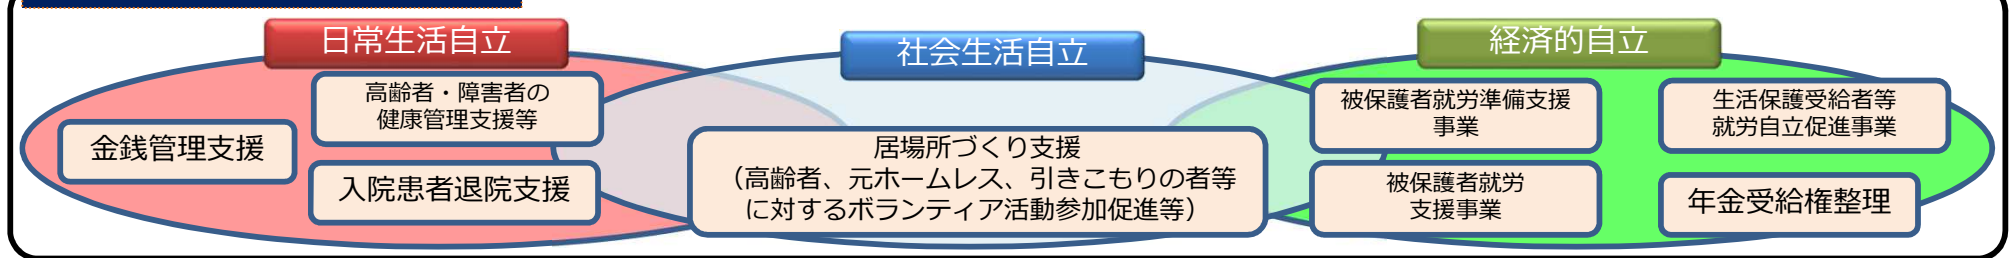 日常生活自立
社会生活自立
経済的自立
金銭管理支援
高齢者・障害者の
健康管理支援等
入院患者退院支援
居場所づくり支援
（高齢者、元ホームレス、引きこもりの者等
に対するボランティア活動参加促進等）
被保護者就労準備支援
事業
被保護者就労
支援事業
生活保護受給者等
就労自立促進事業
年金受給権整理